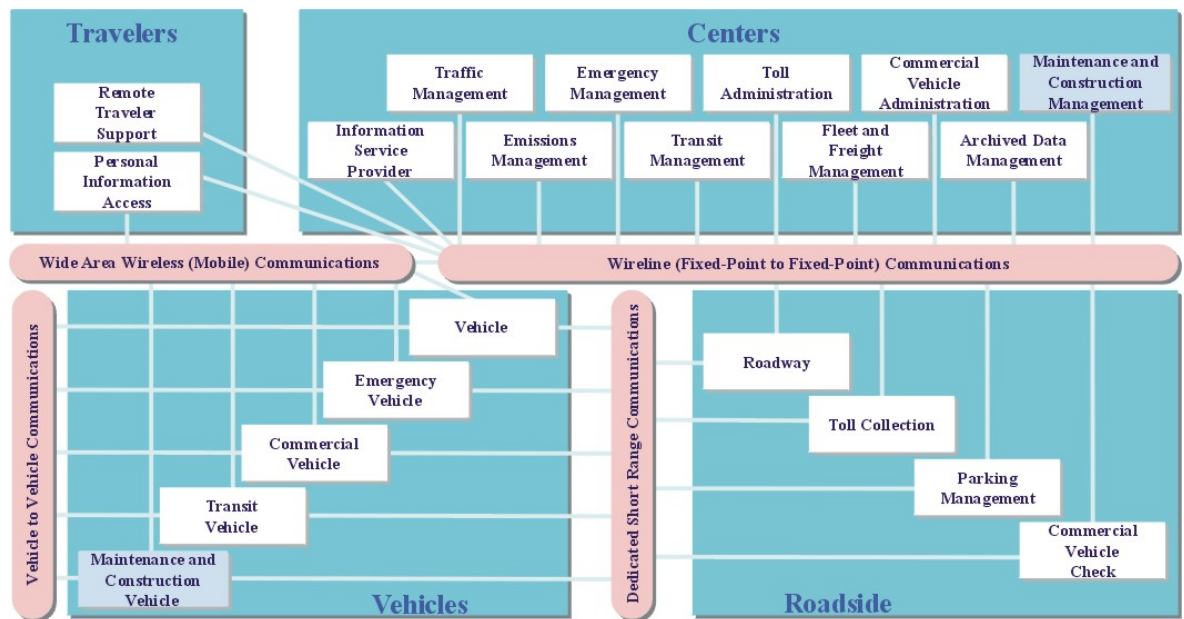 Travelers
Remote
Traveler
Support
Personal
Information
Access
Centers
Traffic
Management
Emergency
Management
Toll
Administration
Commercial
Vehicle
Administration
Maintenance and
Construction
Management
Information
Service
Provider
Emissions
Management
Transit
Management
Fleet and
Freight
Management
Archived Data
Management
Wide Area Wireless (Mobile) Communications
Wireline (Fixed-Point to Fixed-Point) Communications
Vehicle to Vehicle Communications
Vehicle
Emergency
Vehicle
Commercial
Vehicle
Transit
Vehicle
Maintenance and
Construction
Vehicle
Vehicles
Dedicated Short Range Communications
Roadway
Toll Collection
Parking
Management
Commercial
Vehicle
Check
Roadside